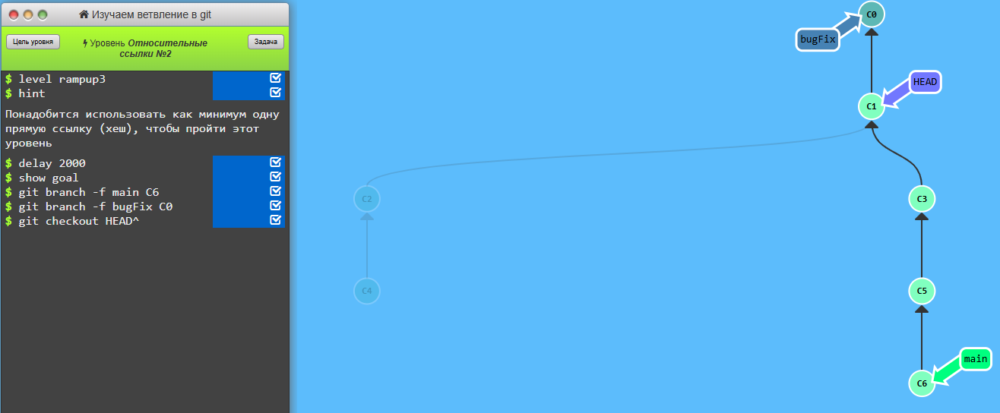 Изучаем ветвление в git
Цель уровня
Уровень Относительные
ссылки №2
Задача
$ level rampup3
$ hint
Понадобится использовать как минимум одну
прямую ссылку (хеш), чтобы пройти этот
уровень
$ delay 2000
$ show goal
$ git branch -f main C6
$ git branch -f bugFix C0
$ git checkout HEAD^
C0
bugFix
HEAD
C1
C2
C3
C4
C5
main
C6